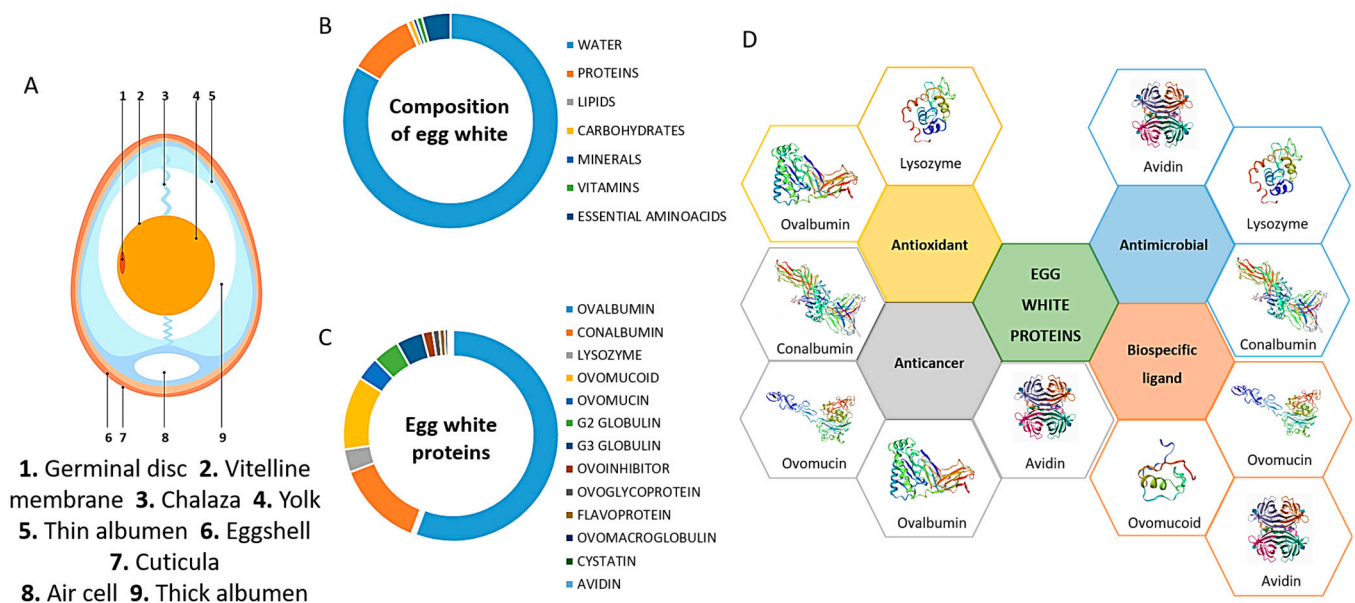 A
1 2 3 4 5
6 7 8 9
1. Germinal disc 2. Vitelline
membrane 3. Chalaza 4. Yolk
5. Thin albumen 6. Eggshell
7. Cuticula
8. Air cell 9. Thick albumen
B
Composition
of egg white
WATER
PROTEINS
LIPIDS
CARBOHYDRATES
MINERALS
VITAMINS
ESSENTIAL AMINOACIDS
C
Egg white
proteins
OVALBUMIN
CONALBUMIN
LYSOZYME
OVOMUCOID
OVOMUCIN
G2 GLOBULIN
G3 GLOBULIN
OVOINHIBITOR
OVOGLYCOPROTEIN
FLAVOPROTEIN
OVOMACROGLOBULIN
CYSTATIN
AVIDIN
D
Lysozyme
Ovalbumin
Antioxidant
Conalbumin
Anticancer
Ovomucin
Ovalbumin
Avidin
EGG
WHITE
PROTEINS
Avidin
Antimicrobial
Lysozyme
Conalbumin
Biospecific
ligand
Ovomucin
Ovomucoid
Avidin